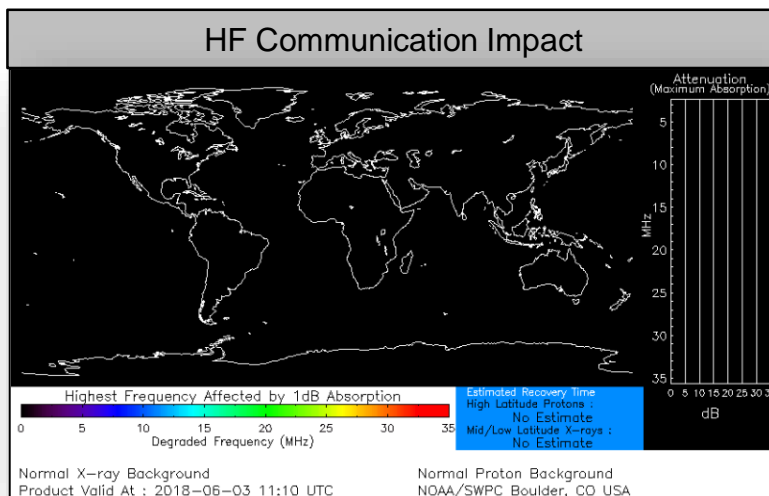 HF Communication Impact
Attenuation
(Maximum Absorption)
5
10
15
20
25
30
35
MHz
0 5 10 15 20 25 30
dB
Highest Frequency Affected by 1dB Absorption
0 5 10 15 20 25 30 35
Degraded Frequency (MHz)
Estimated Recovery Time
High Latitude Protons :
No Estimate
Mid/Low Latitude X-rays :
No Estimate
Normal X-ray Background
Normal Proton Background
Product Valid At : 2018-06-03 11:10 UTC
NOAA/SWPC Boulder, CO USA